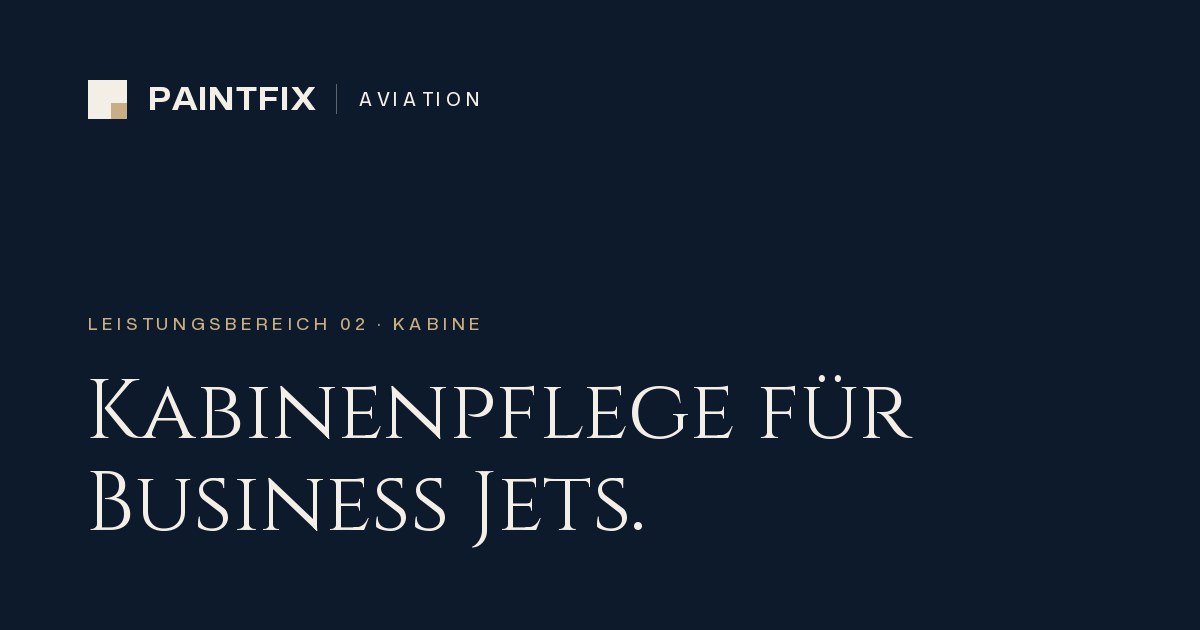 PAINTFIX AVIATION
LEISTUNGSBEREICH 02 · KABINE
KABINENPFLEGE FÜR
BUSINESS JETS.